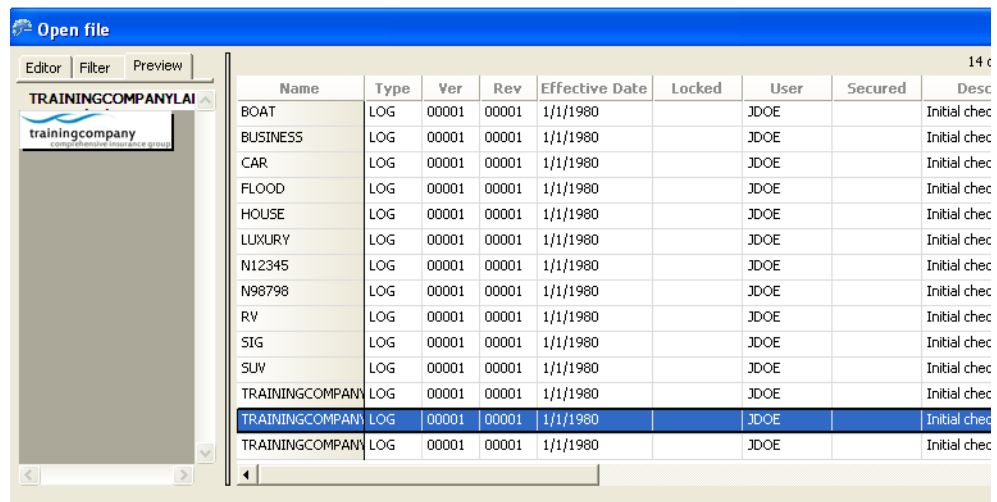 Open file
Editor Filter Preview
14
TRAININGCOMPANYLAI
trainingcompany
comprehensive insurance group
Name Type Ver Rev Effective Date Locked User Secured Desc
BOAT LOG 00001 00001 1/1/1980 JDOE Initial chec
BUSINESS LOG 00001 00001 1/1/1980 JDOE Initial chec
CAR LOG 00001 00001 1/1/1980 JDOE Initial chec
FLOOD LOG 00001 00001 1/1/1980 JDOE Initial chec
HOUSE LOG 00001 00001 1/1/1980 JDOE Initial chec
LUXURY LOG 00001 00001 1/1/1980 JDOE Initial chec
N12345 LOG 00001 00001 1/1/1980 JDOE Initial chec
N98798 LOG 00001 00001 1/1/1980 JDOE Initial chec
RV LOG 00001 00001 1/1/1980 JDOE Initial chec
SIG LOG 00001 00001 1/1/1980 JDOE Initial chec
SUV LOG 00001 00001 1/1/1980 JDOE Initial chec
TRAININGCOMPANY LOG 00001 00001 1/1/1980 JDOE Initial chec
TRAININGCOMPANY LOG 00001 00001 1/1/1980 JDOE Initial chec
TRAININGCOMPANY LOG 00001 00001 1/1/1980 JDOE Initial chec